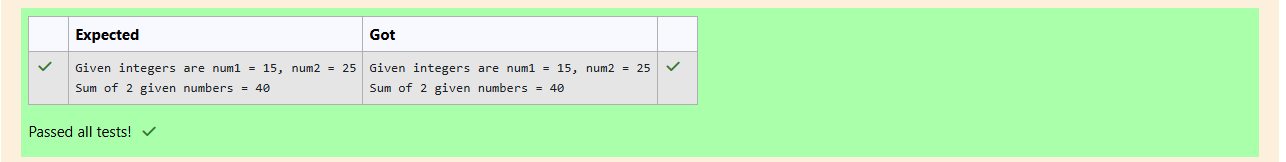 Expected Got
Given integers are num1 = 15, num2 = 25 Given integers are num1 = 15, num2 = 25
Sum of 2 given numbers = 40 Sum of 2 given numbers = 40
Passed all tests!